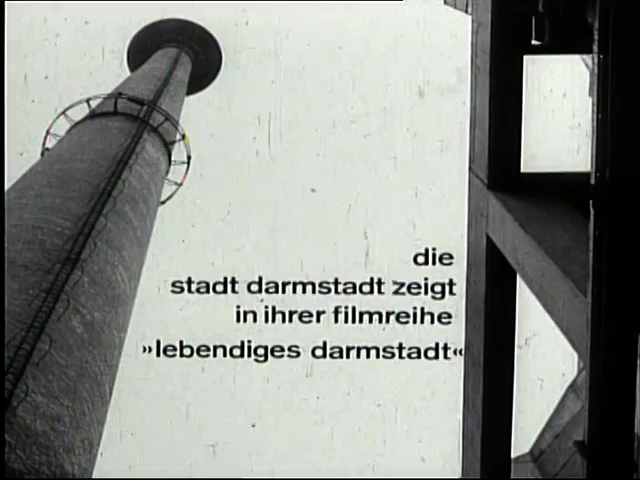 die
stadt darmstadt zeigt
in ihrer filmreihe
»lebendiges darmstadt«